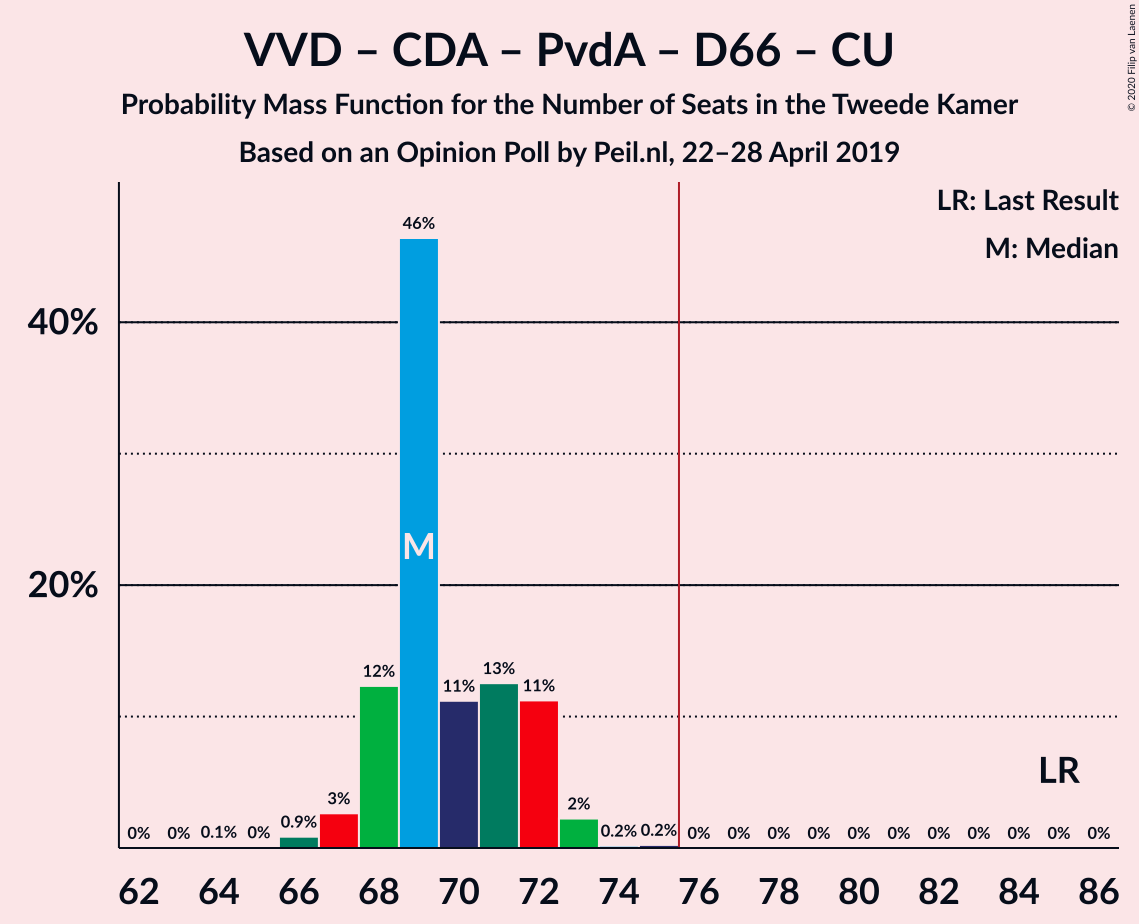 VVD – CDA – PvdA – D66 – CU
Probability Mass Function for the Number of Seats in the Tweede Kamer
Based on an Opinion Poll by Peil.nl, 22–28 April 2019
© 2020 Filip van Laenen
LR: Last Result
M: Median
40%
20%
0% 0% 0.1% 0% 0.9% 3% 12% 46% 11% 13% 11% 2% 0.2% 0.2% 0% 0% 0% 0% 0% 0% 0% 0% 0% 0% 0%
M
LR
62 64 66 68 70 72 74 76 78 80 82 84 86